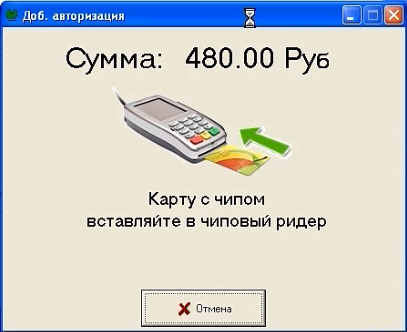 Доб. авторизация
Сумма: 480.00 Руб
Карту с чипом
вставляйте в чиповый ридер
Отмена